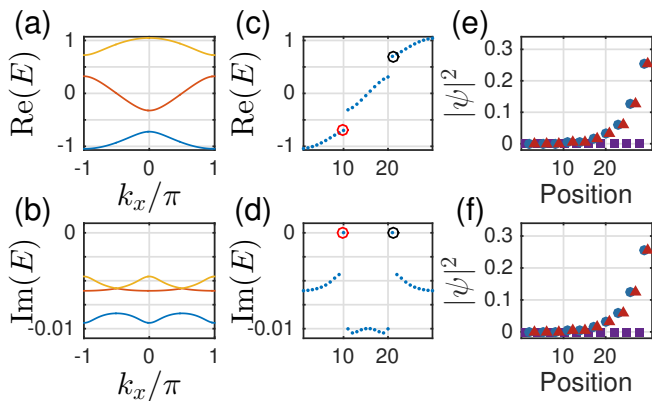 (a)
Re(E)
1
0
-1
-1
0
1
k_x/π
(c)
Re(E)
1
0
-1
10
20
(e)
|ψ|^2
0.3
0.2
0.1
0
10
20
Position
(b)
Im(E)
0
-0.01
-1
0
1
k_x/π
(d)
Im(E)
0
-0.01
10
20
(f)
|ψ|^2
0.3
0.2
0.1
0
10
20
Position